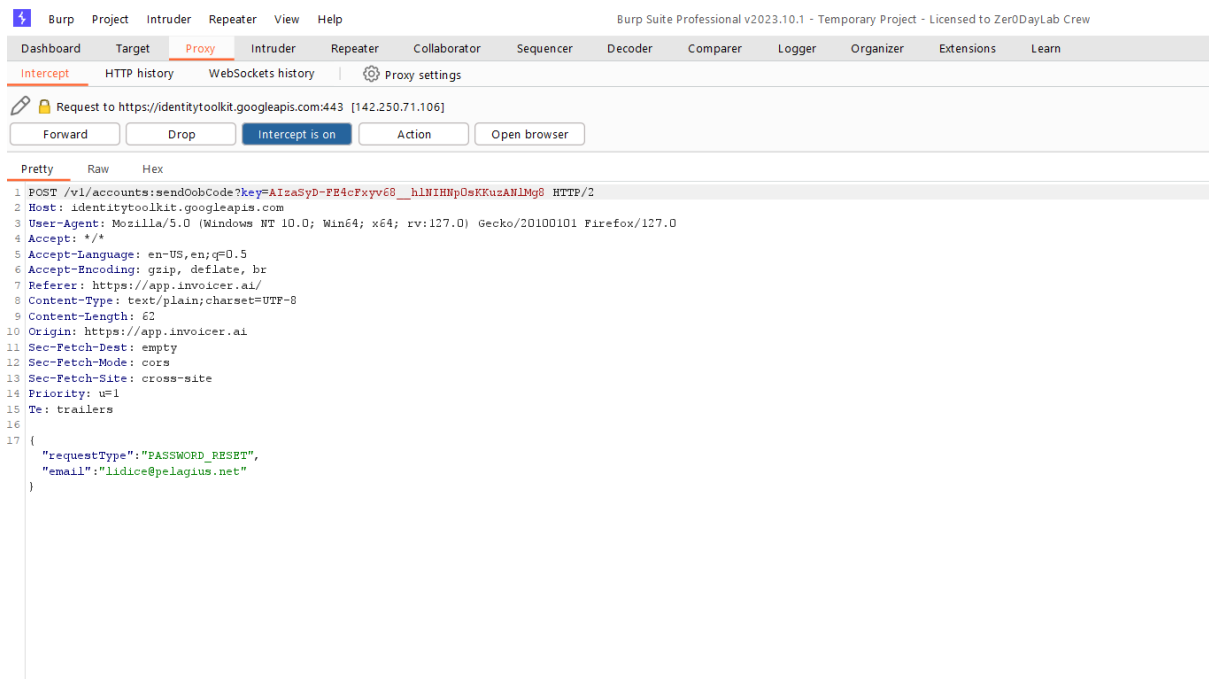 Burp Project Intruder Repeater View Help Burp Suite Professional v2023.10.1 - Temporary Project - Licensed to Zer0DayLab Crew
Dashboard Target Proxy Intruder Repeater Collaborator Sequencer Decoder Comparer Logger Organizer Extensions Learn
Intercept HTTP history WebSockets history Proxy settings
Request to https://identitytoolkit.googleapis.com:443 [142.250.71.106]
Forward Drop Intercept is on Action Open browser
Pretty Raw Hex
1 POST /v1/accounts:sendOobCode?key=AIzaSyD-FE4cFxyv68__hlNIHNp0sKKuzANlMg8 HTTP/2
2 Host: identitytoolkit.googleapis.com
3 User-Agent: Mozilla/5.0 (Windows NT 10.0; Win64; x64; rv:127.0) Gecko/20100101 Firefox/127.0
4 Accept: */*
5 Accept-Language: en-US,en;q=0.5
6 Accept-Encoding: gzip, deflate, br
7 Referer: https://app.invoicer.ai/
8 Content-Type: text/plain;charset=UTF-8
9 Content-Length: 62
10 Origin: https://app.invoicer.ai
11 Sec-Fetch-Dest: empty
12 Sec-Fetch-Mode: cors
13 Sec-Fetch-Site: cross-site
14 Priority: u=1
15 Te: trailers
16
17 {
"requestType":"PASSWORD_RESET",
"email":"lidice@pelagius.net"
}